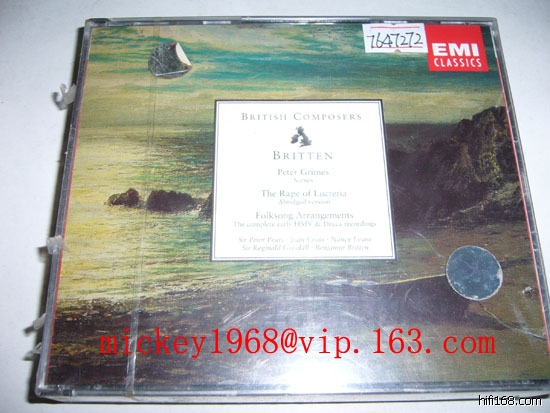 7647272
EMI
CLASSICS
BRITISH COMPOSERS
BRITTEN
Peter Grimes
Scenes
The Rape of Lucretia
Abridged version
Folksong Arrangements
The complete early HMV & Decca recordings
Sir Peter Pears · Joan Cross · Nancy Evans
Sir Reginald Goodall · Benjamin Britten
mickey1968@vip.163.com
hifi168.com